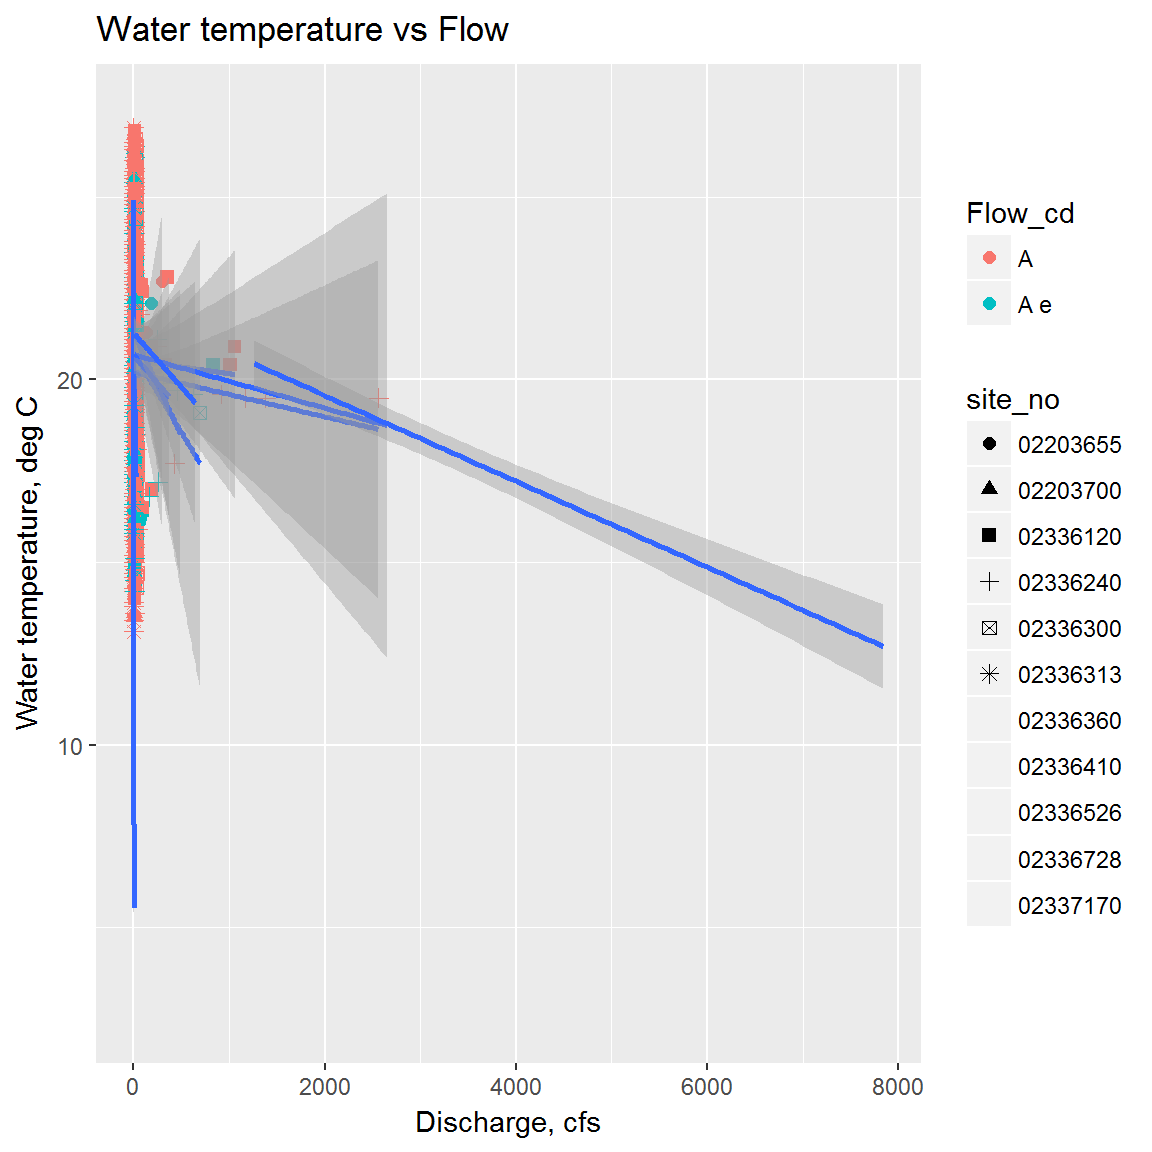 Water temperature vs Flow
Water temperature, deg C
20
10
0
2000
4000
6000
8000
Discharge, cfs
Flow_cd
A
A e
site_no
02203655
02203700
02336120
02336240
02336300
02336313
02336360
02336410
02336526
02336728
02337170